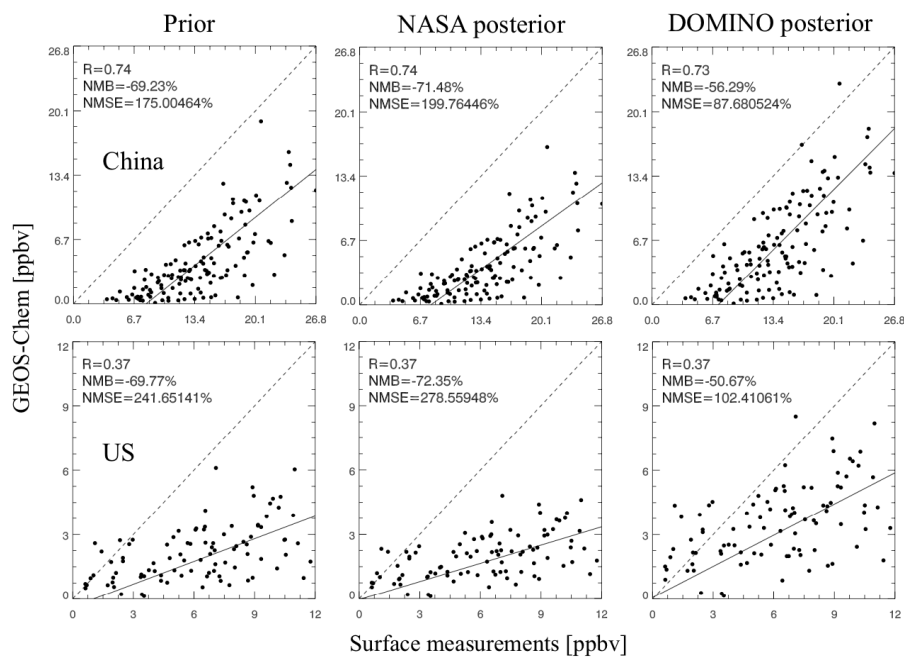 Prior NASA posterior DOMINO posterior
26.8 26.8 26.8
R=0.74 R=0.74 R=0.73
NMB=-69.23% NMB=-71.48% NMB=-56.29%
NMSE=175.00464% NMSE=199.76446% NMSE=87.680524%
20.1 20.1 20.1
China
13.4 13.4 13.4
6.7 6.7 6.7
0.0 0.0 0.0
0.0 6.7 13.4 20.1 26.8 0.0 6.7 13.4 20.1 26.8 0.0 6.7 13.4 20.1 26.8
GEOS-Chem [ppbv]
12 12 12
R=0.37 R=0.37 R=0.37
NMB=-69.77% NMB=-72.35% NMB=-50.67%
NMSE=241.65141% NMSE=278.55948% NMSE=102.41061%
9 9 9
US
6 6 6
3 3 3
0 0 0
0 3 6 9 12 0 3 6 9 12 0 3 6 9 12
Surface measurements [ppbv]